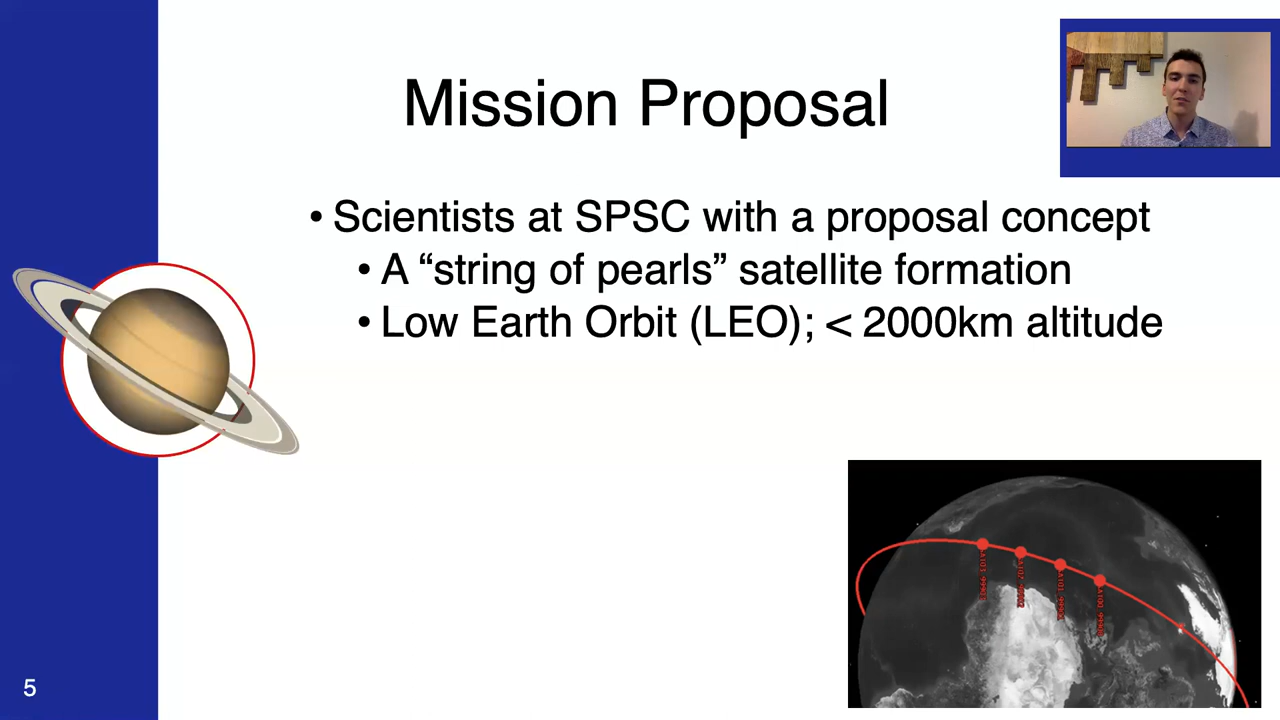 Mission Proposal
• Scientists at SPSC with a proposal concept
• A “string of pearls” satellite formation
• Low Earth Orbit (LEO); < 2000km altitude
5